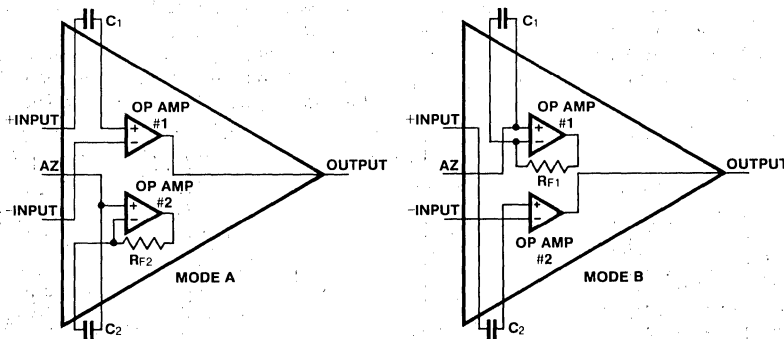 C1
OP AMP
#1
+INPUT
+
−
AZ
OP AMP
#2
OUTPUT
+
−
-INPUT
RF2
MODE A
C2
C1
OP AMP
#1
+INPUT
+
−
AZ
RF1
OUTPUT
-INPUT
+
−
OP AMP
#2
MODE B
C2